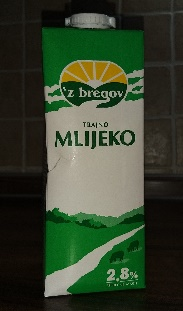 'z bregov
TRAJNO
MLIJEKO
2,8%